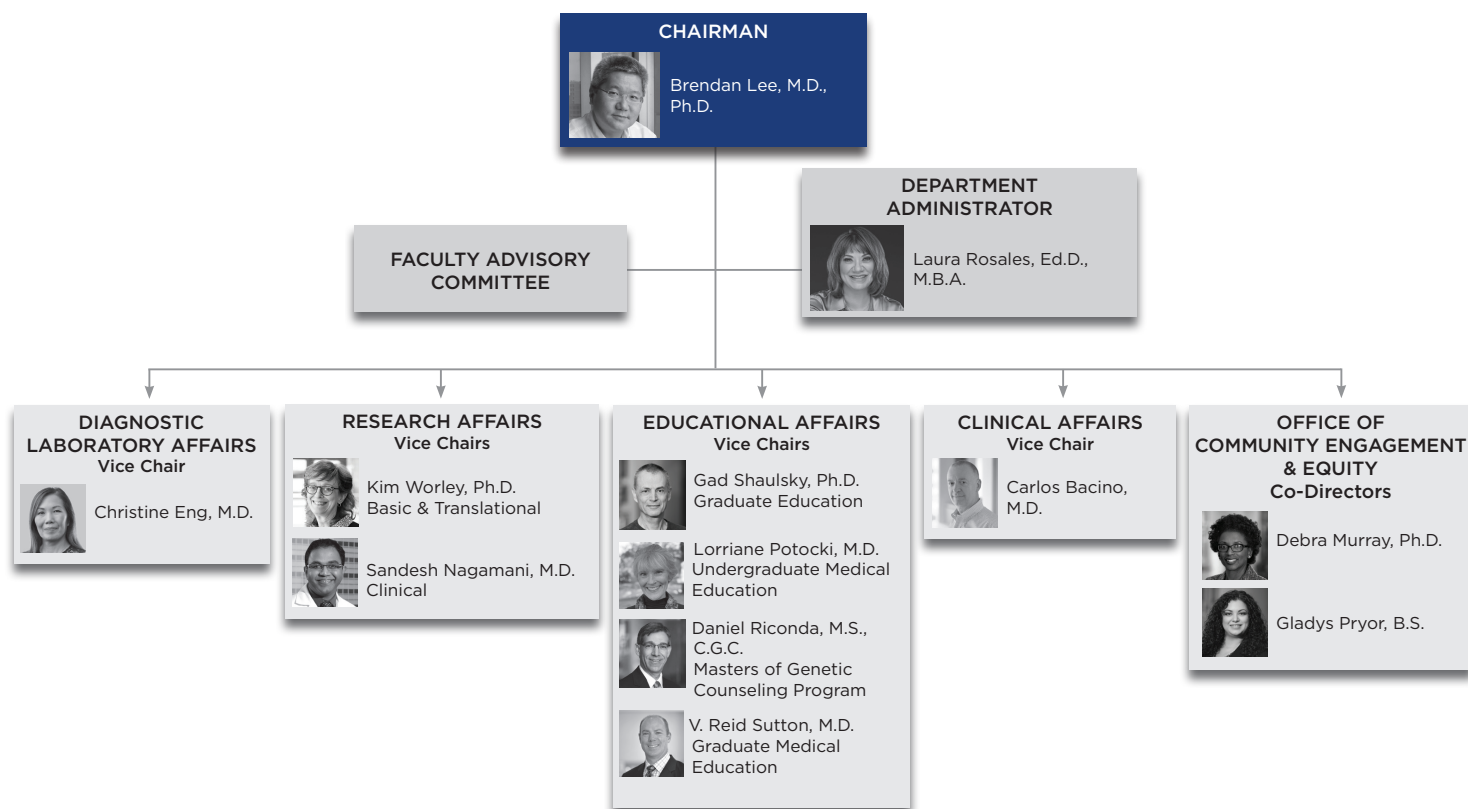 CHAIRMAN
Brendan Lee, M.D.,
Ph.D.
DEPARTMENT
ADMINISTRATOR
Laura Rosales, Ed.D.,
M.B.A.
FACULTY ADVISORY
COMMITTEE
DIAGNOSTIC
LABORATORY AFFAIRS
Vice Chair
Christine Eng, M.D.
RESEARCH AFFAIRS
Vice Chairs
Kim Worley, Ph.D.
Basic & Translational
Sandesh Nagamani, M.D.
Clinical
EDUCATIONAL AFFAIRS
Vice Chairs
Gad Shaulsky, Ph.D.
Graduate Education
Lorriane Potocki, M.D.
Undergraduate Medical
Education
Daniel Riconda, M.S.,
C.G.C.
Masters of Genetic
Counseling Program
V. Reid Sutton, M.D.
Graduate Medical
Education
CLINICAL AFFAIRS
Vice Chair
Carlos Bacino,
M.D.
OFFICE OF
COMMUNITY ENGAGEMENT
& EQUITY
Co-Directors
Debra Murray, Ph.D.
Gladys Pryor, B.S.